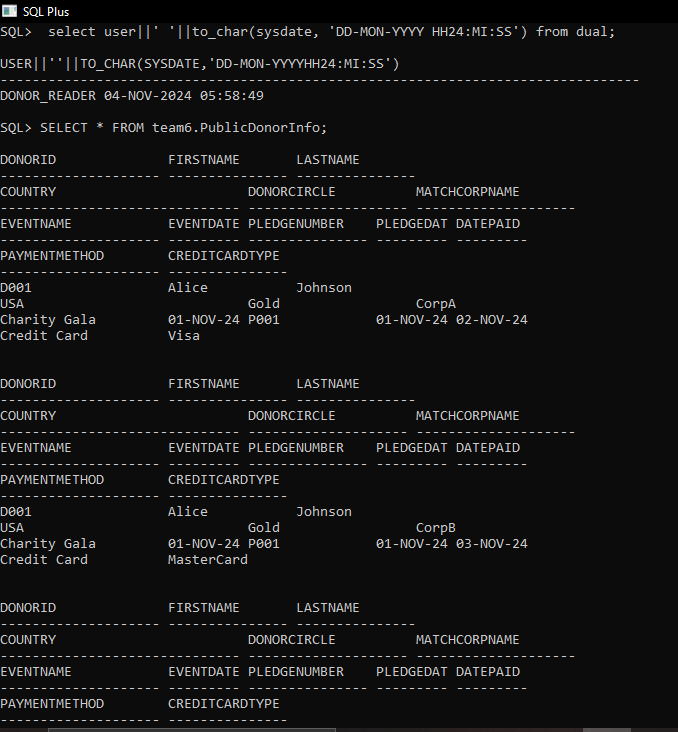 SQL Plus
SQL>  select user||' '||to_char(sysdate, 'DD-MON-YYYY HH24:MI:SS') from dual;
USER||''||TO_CHAR(SYSDATE,'DD-MON-YYYYHH24:MI:SS')
--------------------------------------------------------------------------------
DONOR_READER 04-NOV-2024 05:58:49
SQL> SELECT * FROM team6.PublicDonorInfo;
DONORID              FIRSTNAME       LASTNAME
-------------------- --------------- ---------------
COUNTRY                        DONORCIRCLE          MATCHCORPNAME
------------------------------ -------------------- --------------------
EVENTNAME            EVENTDATE PLEDGENUMBER    PLEDGEDAT DATEPAID
-------------------- --------- --------------- --------- ---------
PAYMENTMETHOD        CREDITCARDTYPE
-------------------- ---------------
D001                 Alice           Johnson
USA                            Gold                 CorpA
Charity Gala         01-NOV-24 P001            01-NOV-24 02-NOV-24
Credit Card          Visa
DONORID              FIRSTNAME       LASTNAME
-------------------- --------------- ---------------
COUNTRY                        DONORCIRCLE          MATCHCORPNAME
------------------------------ -------------------- --------------------
EVENTNAME            EVENTDATE PLEDGENUMBER    PLEDGEDAT DATEPAID
-------------------- --------- --------------- --------- ---------
PAYMENTMETHOD        CREDITCARDTYPE
-------------------- ---------------
D001                 Alice           Johnson
USA                            Gold                 CorpB
Charity Gala         01-NOV-24 P001            01-NOV-24 03-NOV-24
Credit Card          MasterCard
DONORID              FIRSTNAME       LASTNAME
-------------------- --------------- ---------------
COUNTRY                        DONORCIRCLE          MATCHCORPNAME
------------------------------ -------------------- --------------------
EVENTNAME            EVENTDATE PLEDGENUMBER    PLEDGEDAT DATEPAID
-------------------- --------- --------------- --------- ---------
PAYMENTMETHOD        CREDITCARDTYPE
-------------------- ---------------